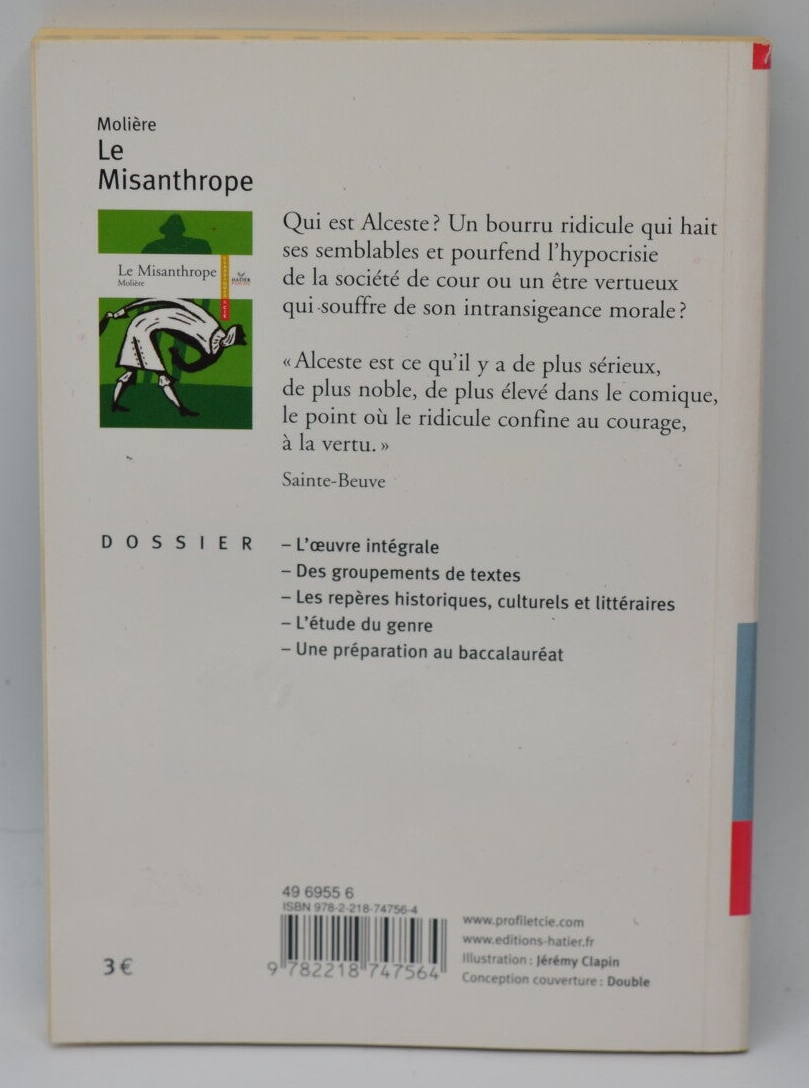 Molière
Le
Misanthrope
Le Misanthrope
Molière
HATIER
Qui est Alceste ? Un bourru ridicule qui hait
ses semblables et pourfend l'hypocrisie
de la société de cour ou un être vertueux
qui souffre de son intransigeance morale ?
« Alceste est ce qu'il y a de plus sérieux,
de plus noble, de plus élevé dans le comique,
le point où le ridicule confine au courage,
à la vertu. »
Sainte-Beuve
DOSSIER
– L'œuvre intégrale
– Des groupements de textes
– Les repères historiques, culturels et littéraires
– L'étude du genre
– Une préparation au baccalauréat
49 6955 6
ISBN 978-2-218-74756-4
9 782218 747564
www.profiletcie.com
www.editions-hatier.fr
Illustration : Jérémy Clapin
Conception couverture : Double
3 €